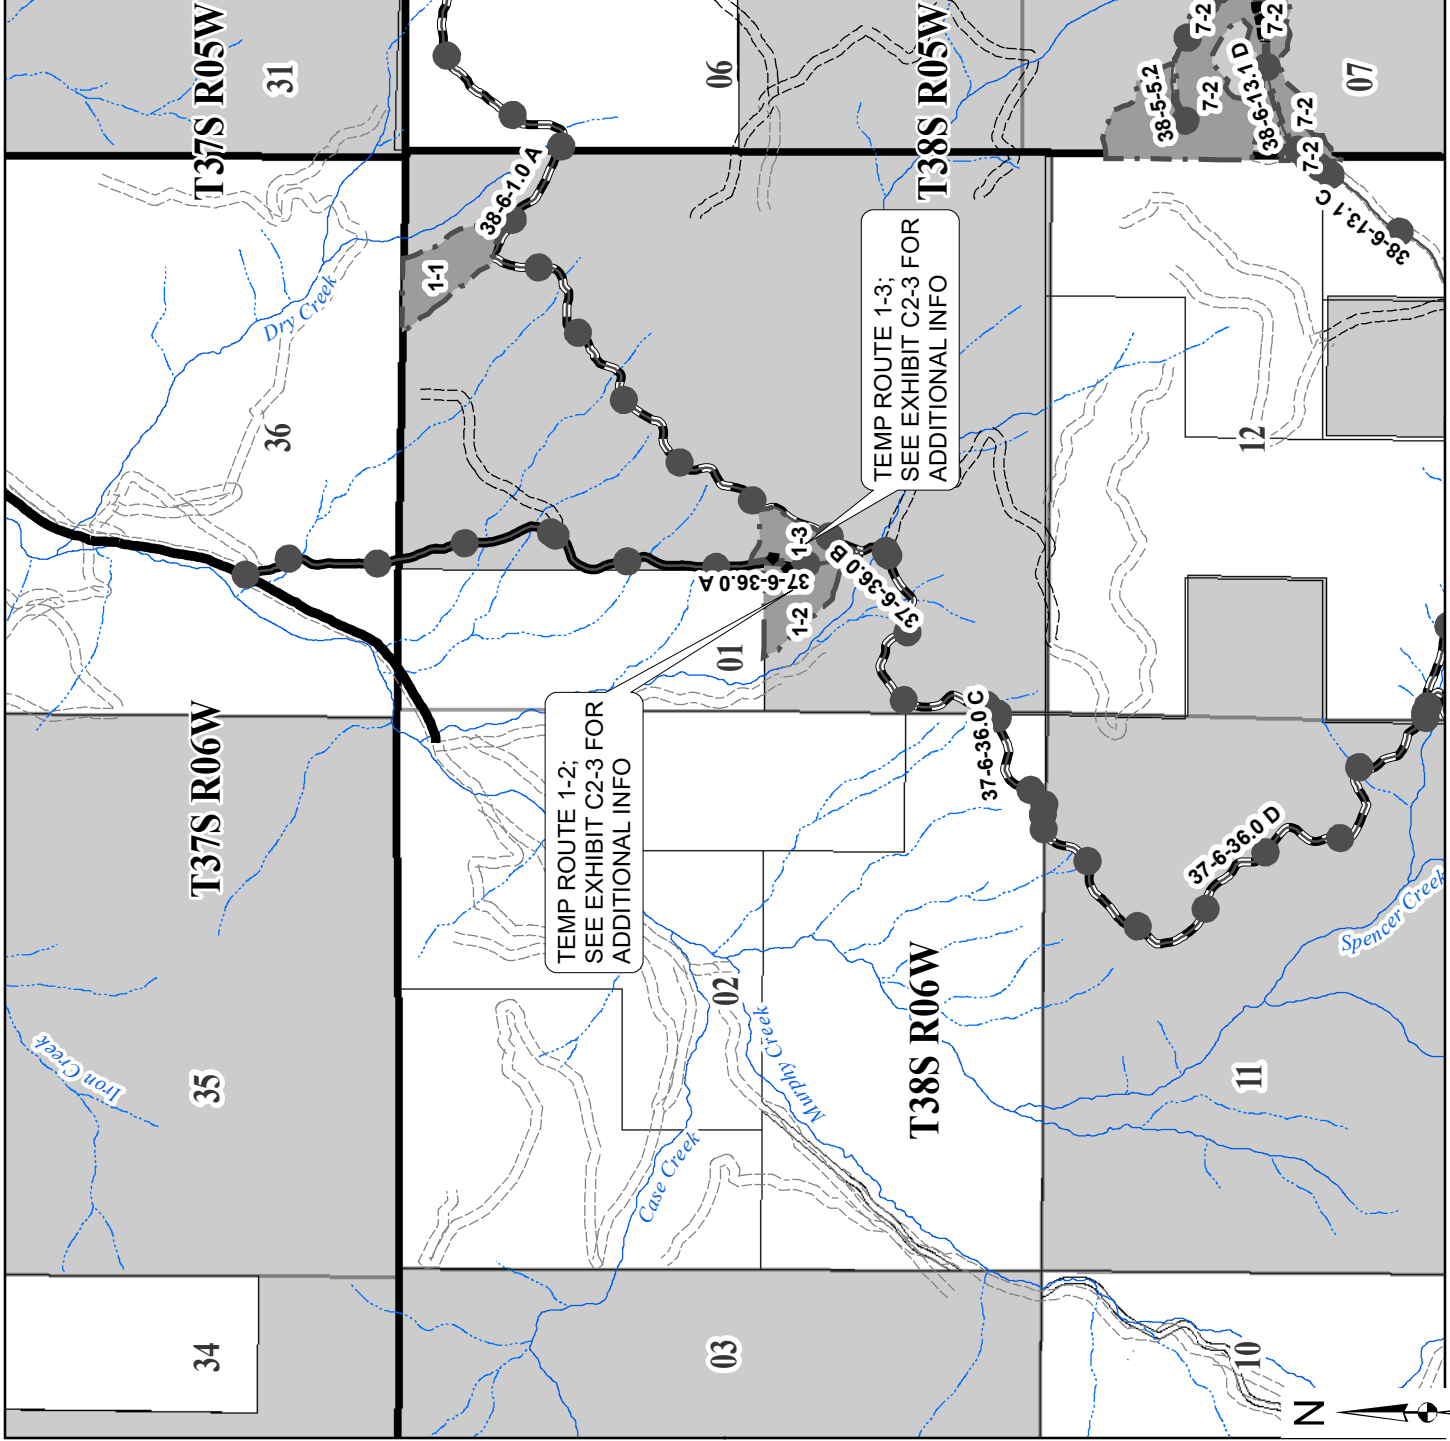 T37S R06W
T37S R05W
34
35
36
31
Iron Creek
Dry Creek
TEMP ROUTE 1-2;
SEE EXHIBIT C2-3 FOR
ADDITIONAL INFO
1-1
38-6-1.0 A
37-6-36.0 A
1-2
1-3
37-6-36.0 B
TEMP ROUTE 1-3;
SEE EXHIBIT C2-3 FOR
ADDITIONAL INFO
03
02
01
06
Case Creek
Murphy Creek
T38S R06W
T38S R05W
37-6-36.0 C
37-6-36.0 D
38-5-5.2
7-2
7-2
38-6-13.1 D
7-2
7-2
7-2
38-6-13.1 C
10
11
12
07
Spencer Creek
N